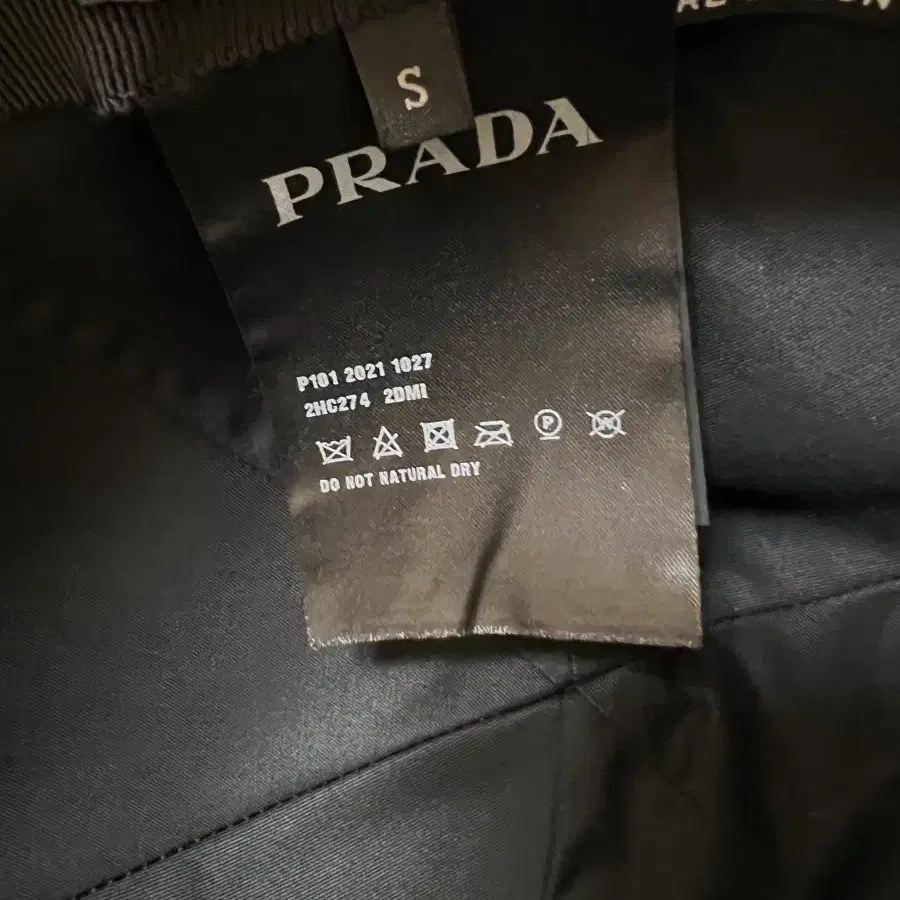 S
PRADA
P101 2021 1027
2HC274 2DMI
P
W
DO NOT NATURAL DRY